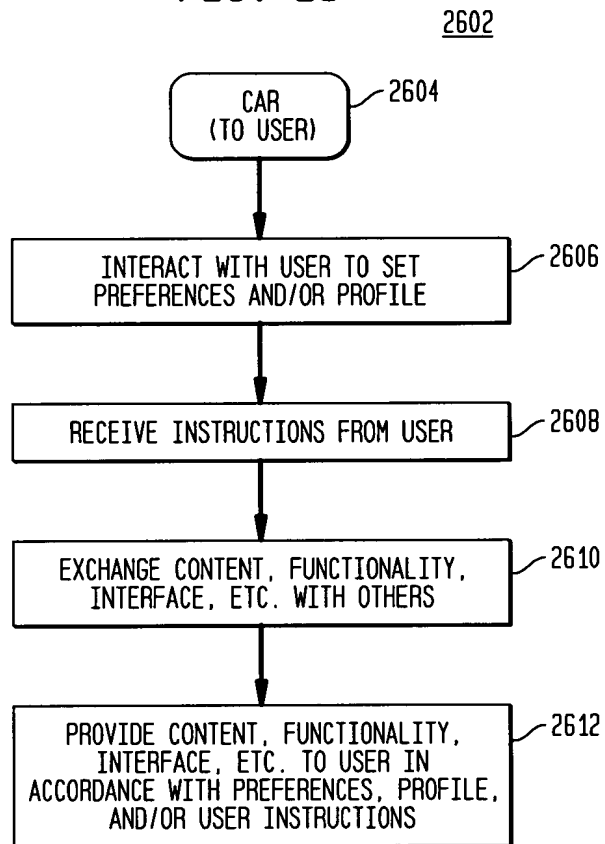 2602
CAR
(TO USER)
2604
INTERACT WITH USER TO SET
PREFERENCES AND/OR PROFILE
2606
RECEIVE INSTRUCTIONS FROM USER
2608
EXCHANGE CONTENT, FUNCTIONALITY,
INTERFACE, ETC. WITH OTHERS
2610
PROVIDE CONTENT, FUNCTIONALITY,
INTERFACE, ETC. TO USER IN
ACCORDANCE WITH PREFERENCES, PROFILE,
AND/OR USER INSTRUCTIONS
2612